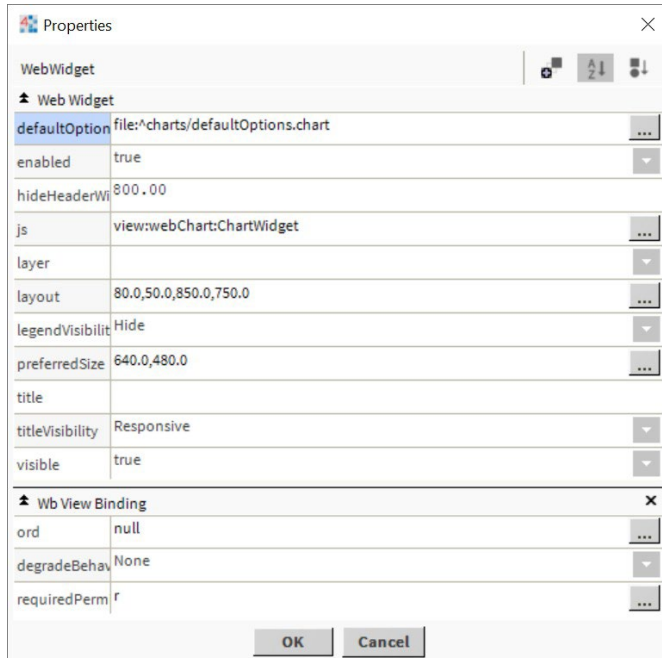 Properties
WebWidget
Web Widget
defaultOption file:^charts/defaultOptions.chart ...
enabled true
hideHeaderWi 800.00
js view:webChart:ChartWidget ...
layer
layout 80.0,50.0,850.0,750.0 ...
legendVisibilit Hide
preferredSize 640.0,480.0 ...
title
titleVisibility Responsive
visible true
Wb View Binding
ord null ...
degradeBehav None
requiredPerm r ...
OK Cancel